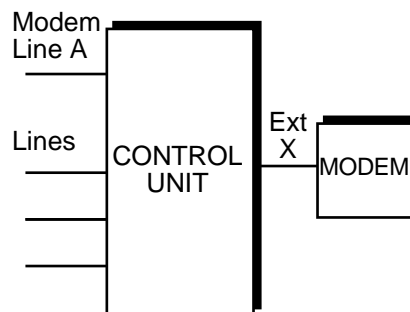 Modem
Line A
Lines
CONTROL
UNIT
Ext
X
MODEM